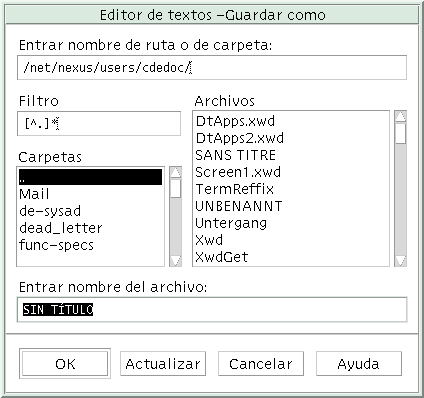 Editor de textos –Guardar como
Entrar nombre de ruta o de carpeta:
/net/nexus/users/cdedoc/
Filtro
[^.]*
Archivos
DtApps.xwd
DtApps2.xwd
SANS TITRE
Screen1.xwd
TermReffix
UNBENANNT
Untergang
Xwd
XwdGet
Carpetas
..
Mail
de-sysad
dead_letter
func-specs
Entrar nombre del archivo:
SIN TÍTULO
OK
Actualizar
Cancelar
Ayuda